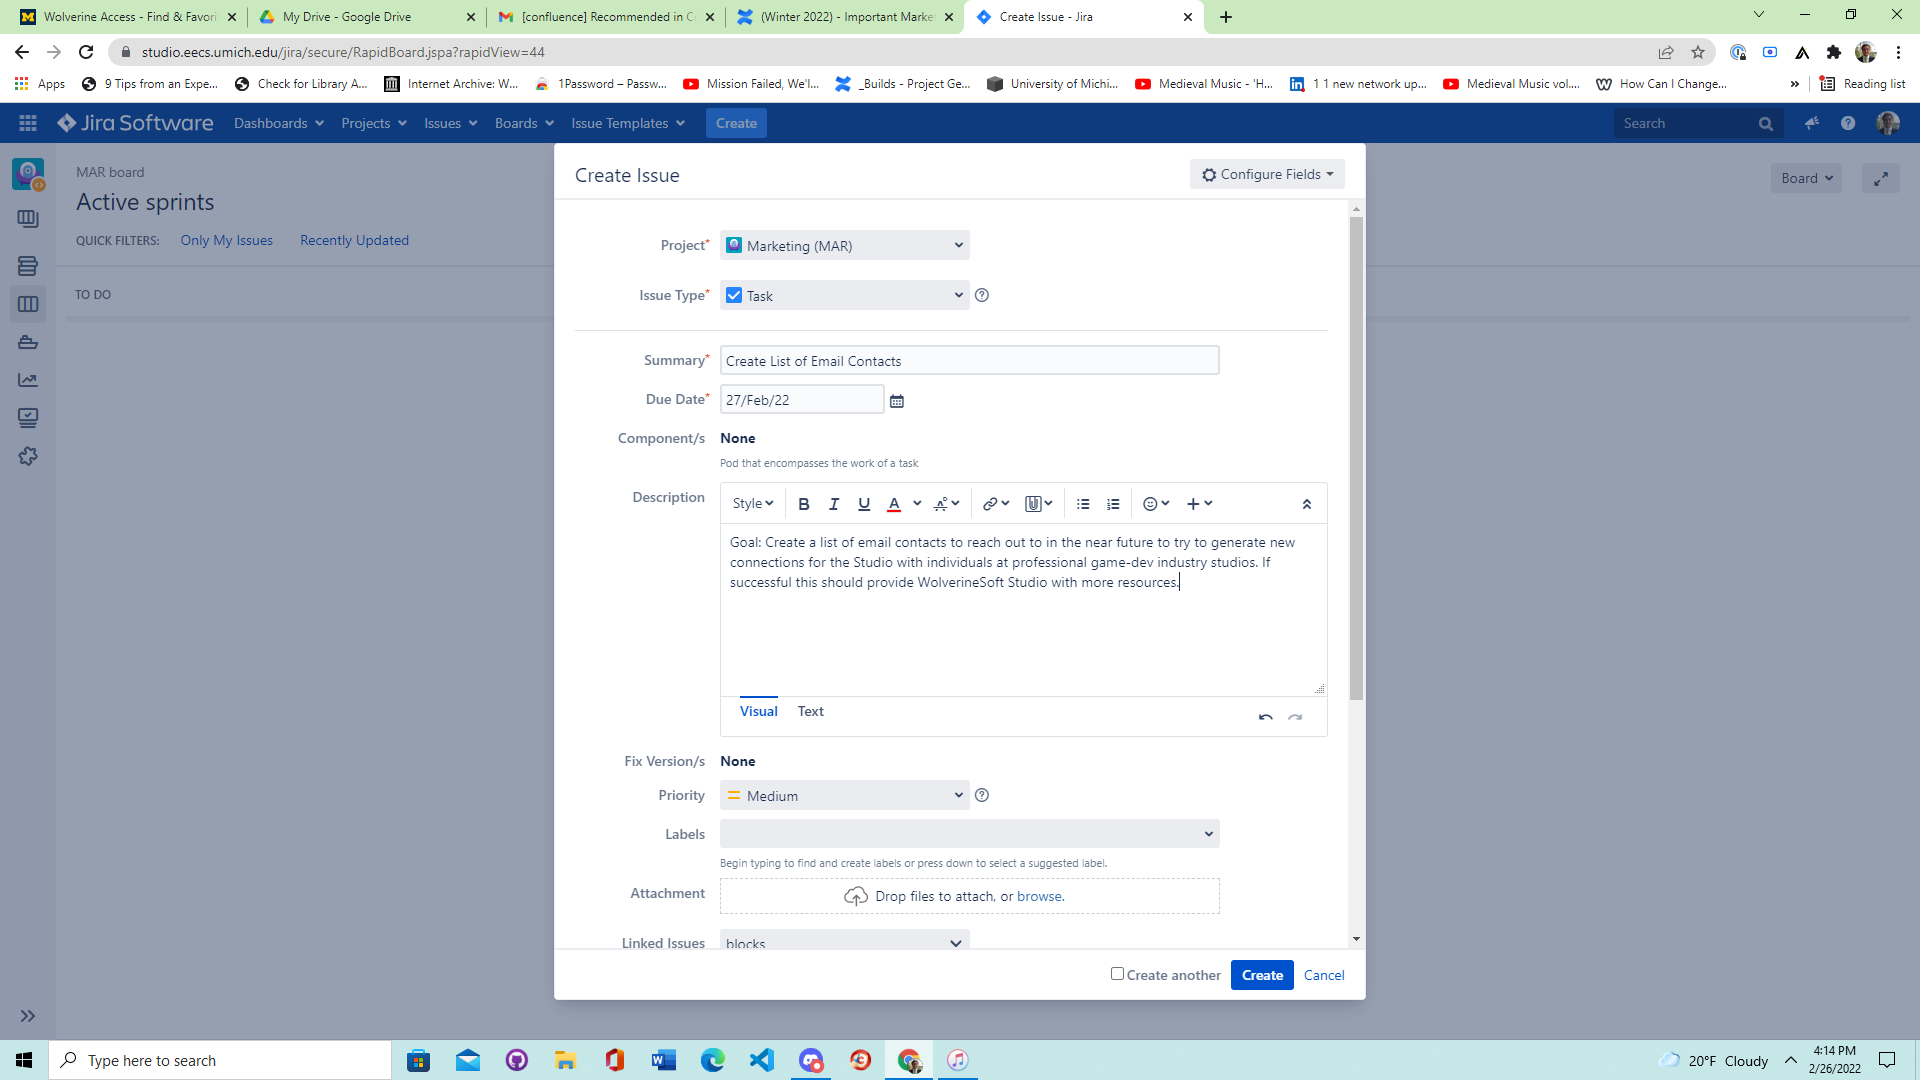 Wolverine Access - Find & Favorit
My Drive - Google Drive
[confluence] Recommended in C
(Winter 2022) - Important Marke
Create Issue - Jira
studio.eecs.umich.edu/jira/secure/RapidBoard.jspa?rapidView=44
Apps
9 Tips from an Expe...
Check for Library A...
Internet Archive: W...
1Password – Passw...
Mission Failed, We'l...
_Builds - Project Ge...
University of Michi...
Medieval Music - 'H...
1 1 new network up...
Medieval Music vol....
How Can I Change...
»
Reading list
Jira Software
Dashboards
Projects
Issues
Boards
Issue Templates
Create
Search
MAR board
Active sprints
QUICK FILTERS:
Only My Issues
Recently Updated
Board
TO DO
Create Issue
Configure Fields
Project*
Marketing (MAR)
Issue Type*
Task
Summary*
Create List of Email Contacts
Due Date*
27/Feb/22
Component/s
None
Pod that encompasses the work of a task
Description
Style
B I U A
Goal: Create a list of email contacts to reach out to in the near future to try to generate new
connections for the Studio with individuals at professional game-dev industry studios. If
successful this should provide WolverineSoft Studio with more resources.
Visual
Text
Fix Version/s
None
Priority
Medium
Labels
Begin typing to find and create labels or press down to select a suggested label.
Attachment
Drop files to attach, or browse.
Linked Issues
blocks
Create another
Create
Cancel
Type here to search
20°F Cloudy
4:14 PM
2/26/2022